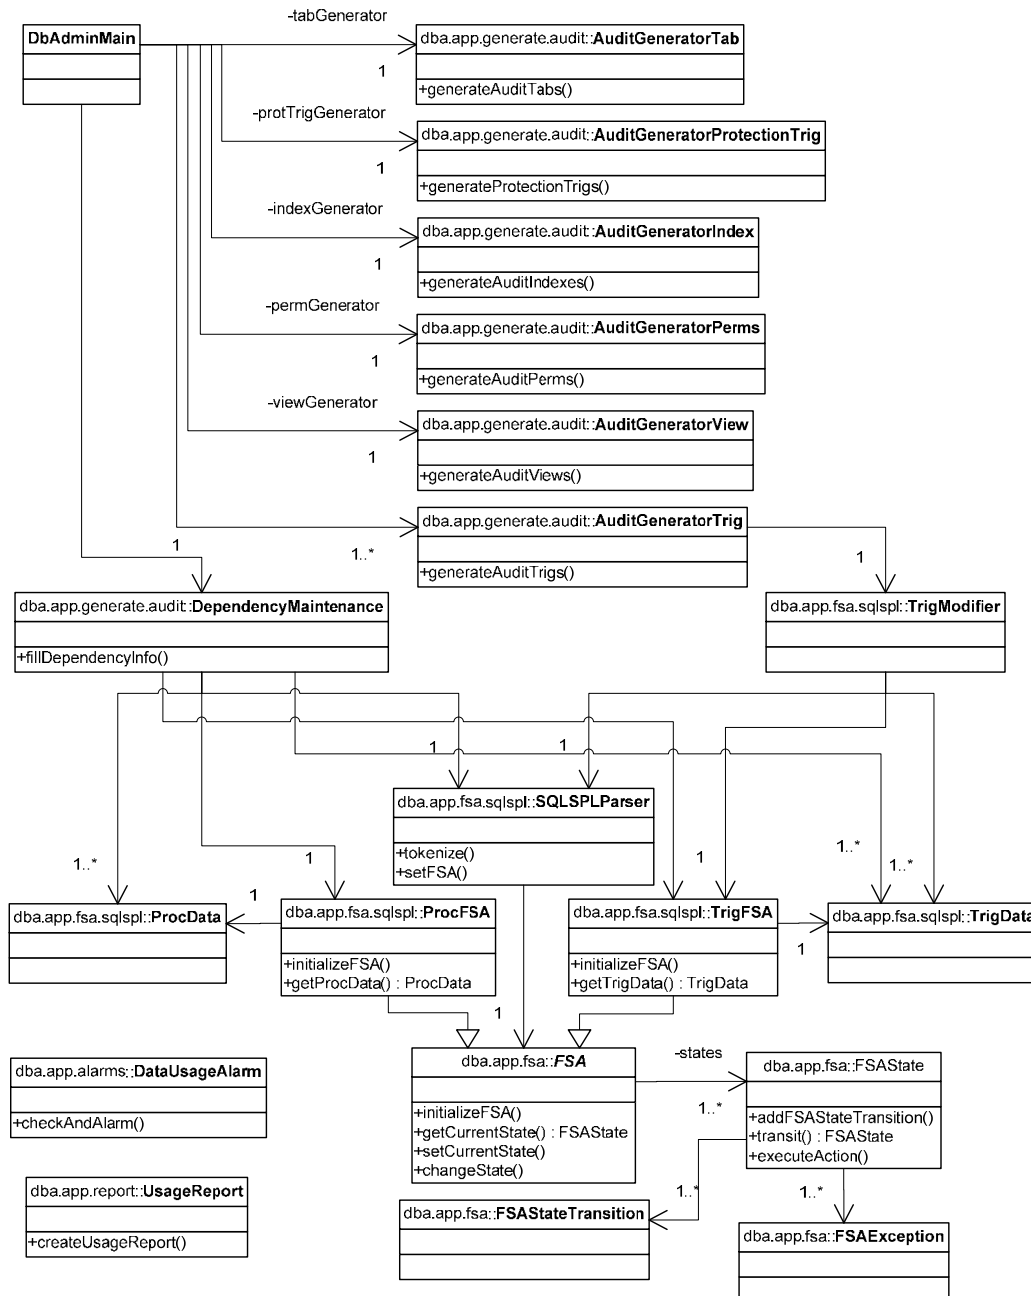 -tabGenerator
DbAdminMain
dba.app.generate.audit::AuditGeneratorTab
1
+generateAuditTabs()
-protTrigGenerator
dba.app.generate.audit::AuditGeneratorProtectionTrig
1
+generateProtectionTrigs()
-indexGenerator
dba.app.generate.audit::AuditGeneratorIndex
1
+generateAuditIndexes()
-permGenerator
dba.app.generate.audit::AuditGeneratorPerms
1
+generateAuditPerms()
-viewGenerator
dba.app.generate.audit::AuditGeneratorView
1
+generateAuditViews()
dba.app.generate.audit::AuditGeneratorTrig
1
1..*
1
+generateAuditTrigs()
dba.app.generate.audit::DependencyMaintenance
dba.app.fsa.sqlspl::TrigModifier
+fillDependencyInfo()
1
1
dba.app.fsa.sqlspl::SQLSPLParser
+tokenize()
+setFSA()
1..*
1
1
1..*
1..*
dba.app.fsa.sqlspl::ProcData
1
dba.app.fsa.sqlspl::ProcFSA
+initializeFSA()
+getProcData() : ProcData
dba.app.fsa.sqlspl::TrigFSA
+initializeFSA()
+getTrigData() : TrigData
1
dba.app.fsa.sqlspl::TrigData
1
dba.app.fsa::FSA
+initializeFSA()
+getCurrentState() : FSAState
+setCurrentState()
+changeState()
-states
1..*
dba.app.fsa::FSAState
+addFSAStateTransition()
+transit() : FSAState
+executeAction()
dba.app.alarms::DataUsageAlarm
+checkAndAlarm()
dba.app.report::UsageReport
+createUsageReport()
1..*
1..*
dba.app.fsa::FSAStateTransition
dba.app.fsa::FSAException